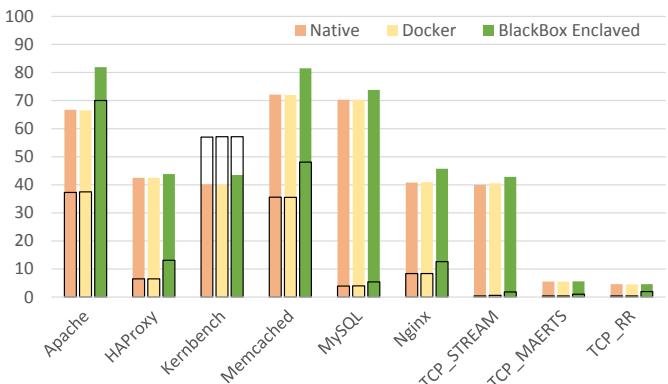 100
90
80
70
60
50
40
30
20
10
0
Native Docker BlackBox Enclaved
Apache
HAProxy
Kernbench
Memcached
MySQL
Nginx
TCP_STREAM
TCP_MAERTS
TCP_RR